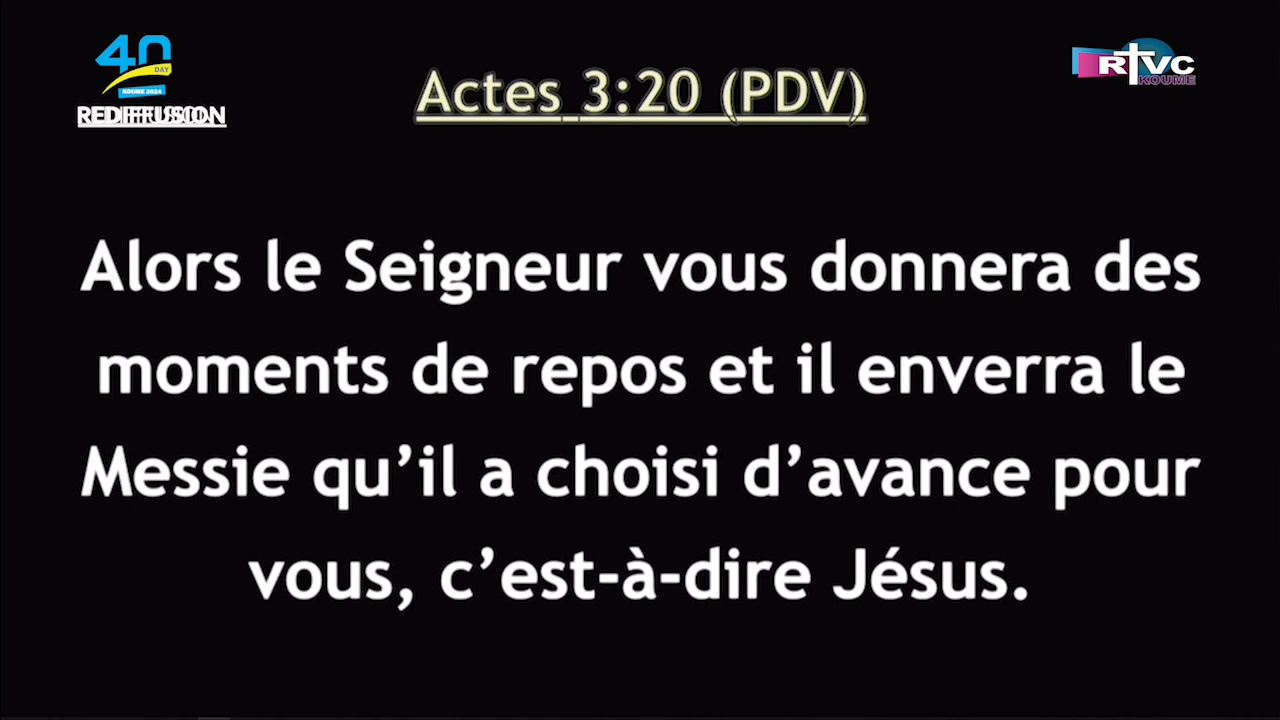 40
DAY
KOUME 2024
REDIFFUSION
Actes 3:20 (PDV)
RTVC
KOUME
Alors le Seigneur vous donnera des
moments de repos et il enverra le
Messie qu’il a choisi d’avance pour
vous, c’est-à-dire Jésus.